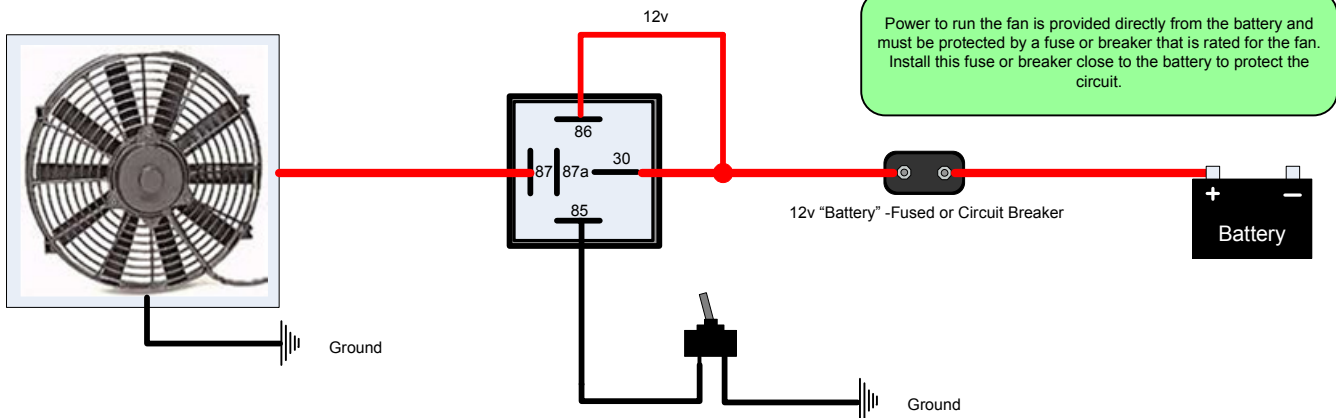 12v
Power to run the fan is provided directly from the battery and
must be protected by a fuse or breaker that is rated for the fan.
Install this fuse or breaker close to the battery to protect the
circuit.
86
87
87a
30
85
12v “Battery” -Fused or Circuit Breaker
+
–
Battery
Ground
Ground